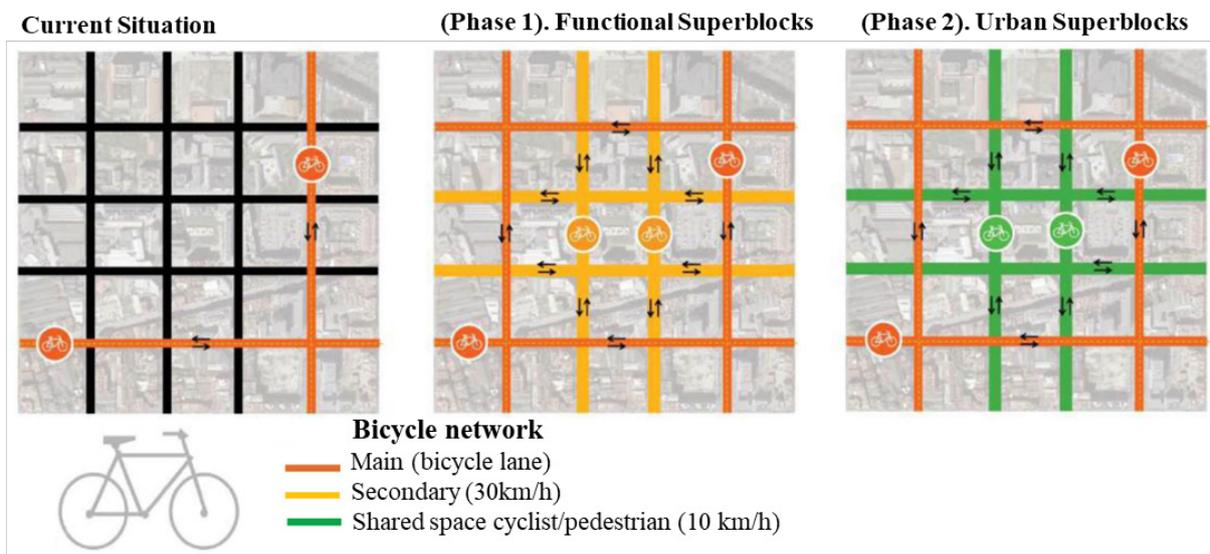 Current Situation
(Phase 1). Functional Superblocks
(Phase 2). Urban Superblocks
Bicycle network
Main (bicycle lane)
Secondary (30km/h)
Shared space cyclist/pedestrian (10 km/h)